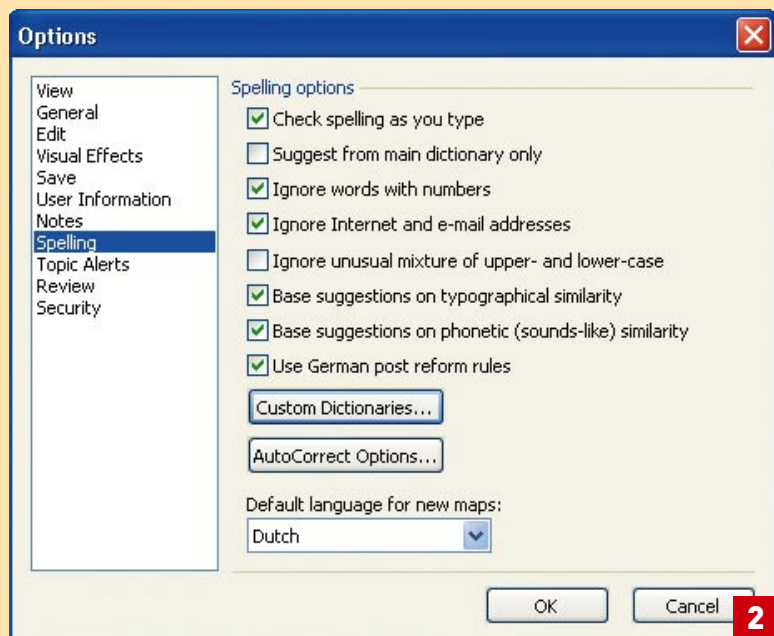 Options
View
General
Edit
Visual Effects
Save
User Information
Notes
Spelling
Topic Alerts
Review
Security
Spelling options
Check spelling as you type
Suggest from main dictionary only
Ignore words with numbers
Ignore Internet and e-mail addresses
Ignore unusual mixture of upper- and lower-case
Base suggestions on typographical similarity
Base suggestions on phonetic (sounds-like) similarity
Use German post reform rules
Custom Dictionaries...
AutoCorrect Options...
Default language for new maps:
Dutch
OK
Cancel
2